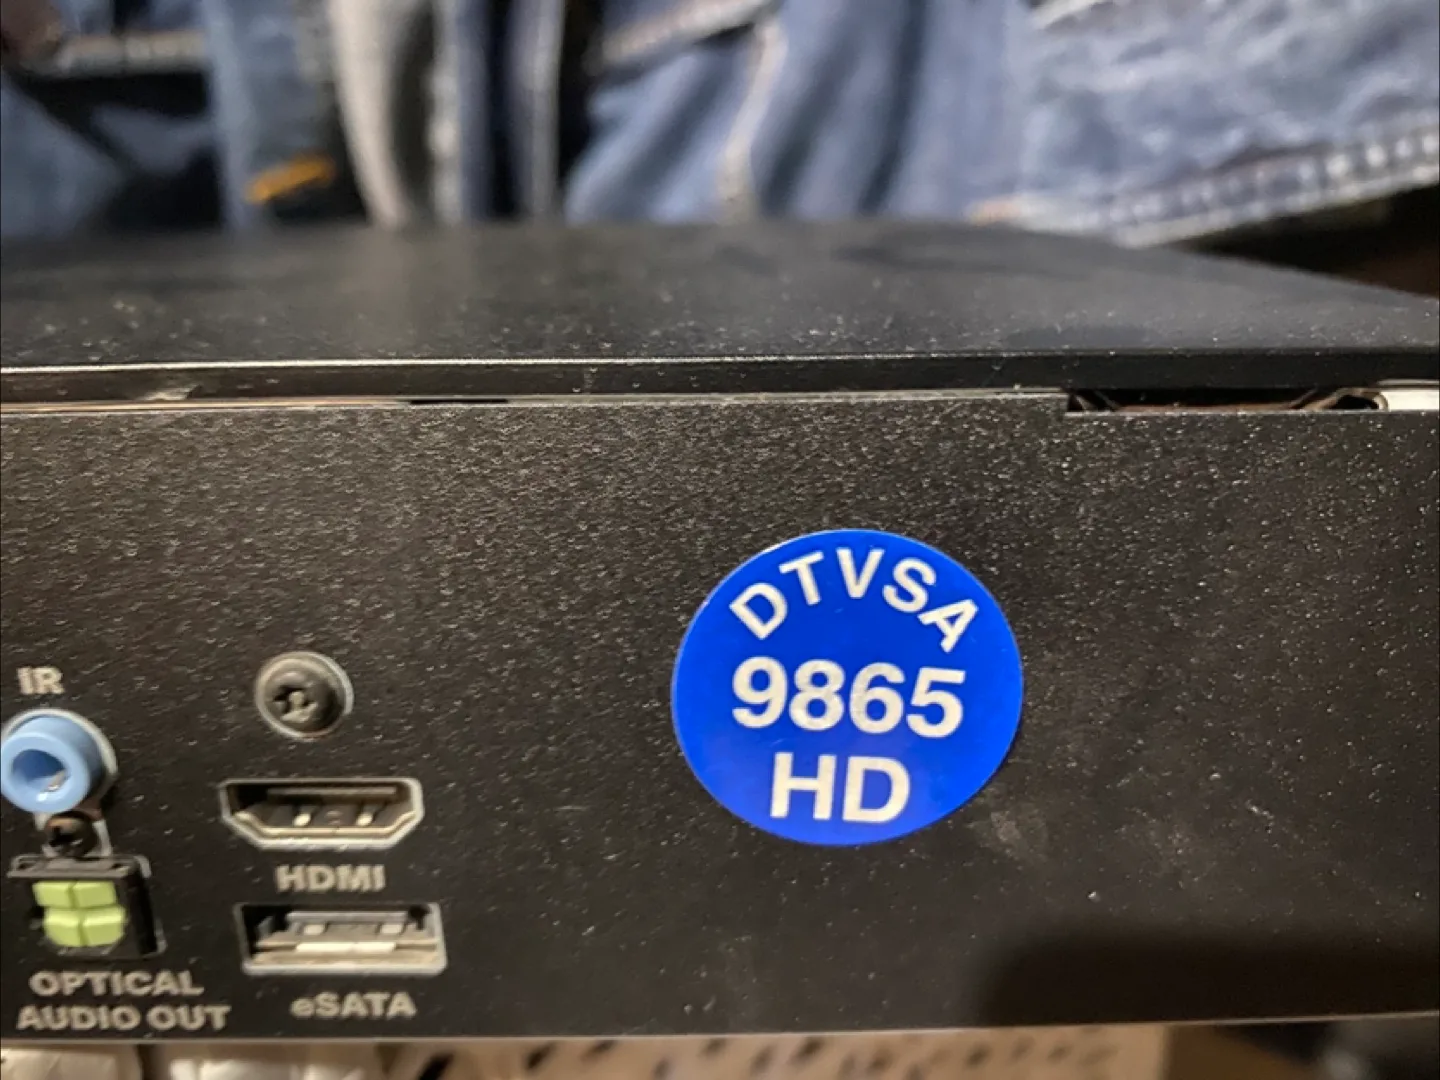 DTVSA
9865
HD
IR
HDMI
eSATA
OPTICAL
AUDIO OUT